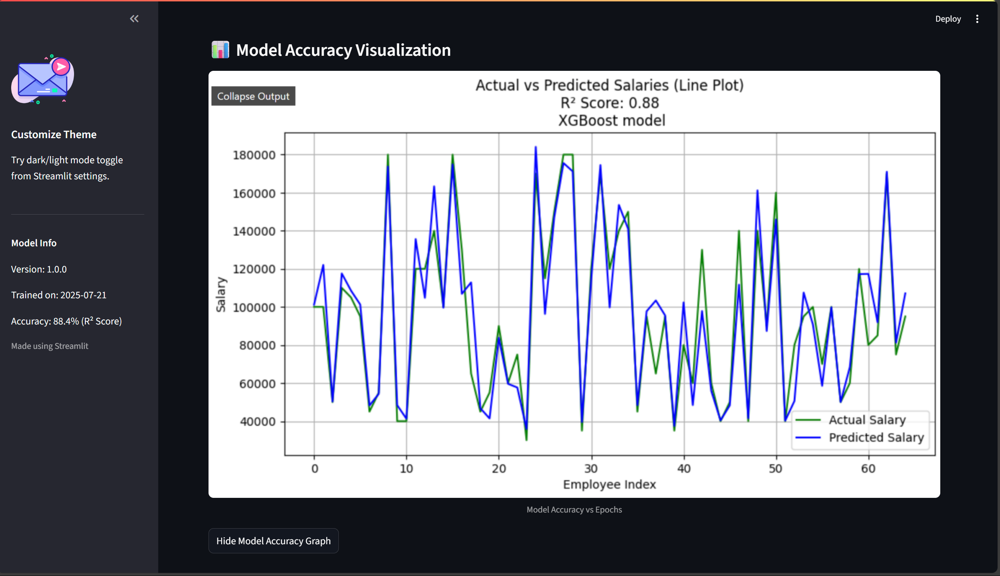 Deploy
Customize Theme
Try dark/light mode toggle
from Streamlit settings.
Model Info
Version: 1.0.0
Trained on: 2025-07-21
Accuracy: 88.4% (R² Score)
Made using Streamlit
Model Accuracy Visualization
Collapse Output
Actual vs Predicted Salaries (Line Plot)
R² Score: 0.88
XGBoost model
180000
160000
140000
120000
100000
80000
60000
40000
Salary
0 10 20 30 40 50 60
Employee Index
Actual Salary
Predicted Salary
Model Accuracy vs Epochs
Hide Model Accuracy Graph